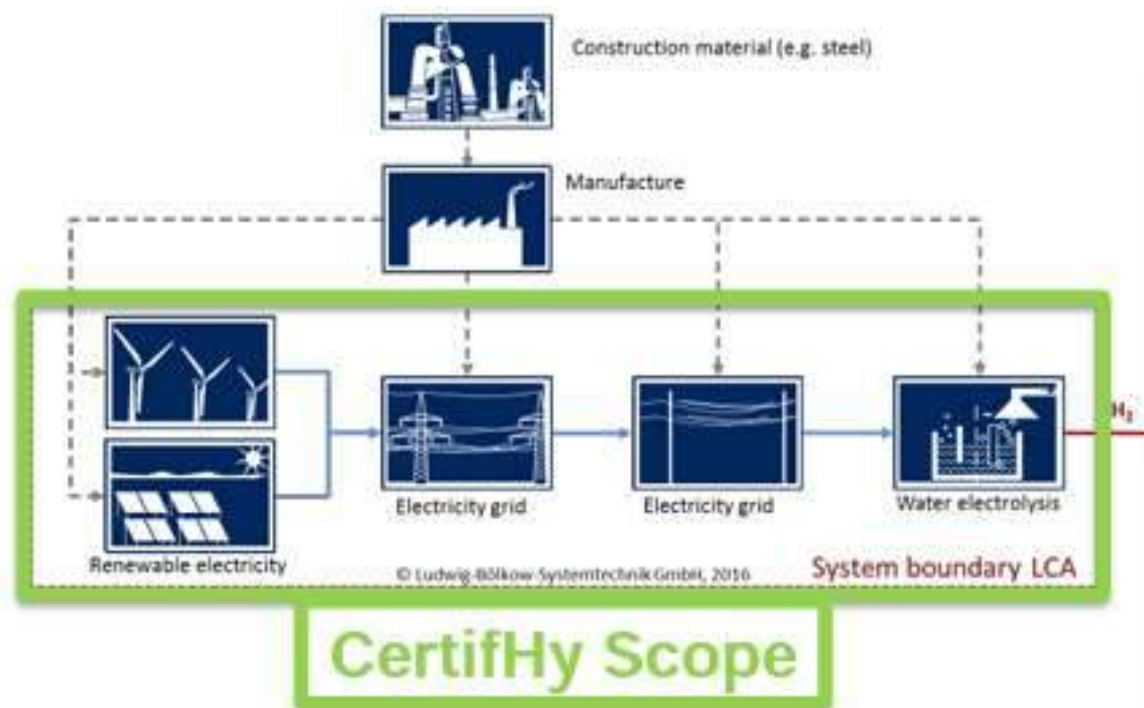 Construction material (e.g. steel)
Manufacture
Electricity grid
Electricity grid
Water electrolysis
H₂
Renewable electricity
© Ludwig-Bölkow-Systemtechnik GmbH, 2016
System boundary LCA
CertifHy Scope